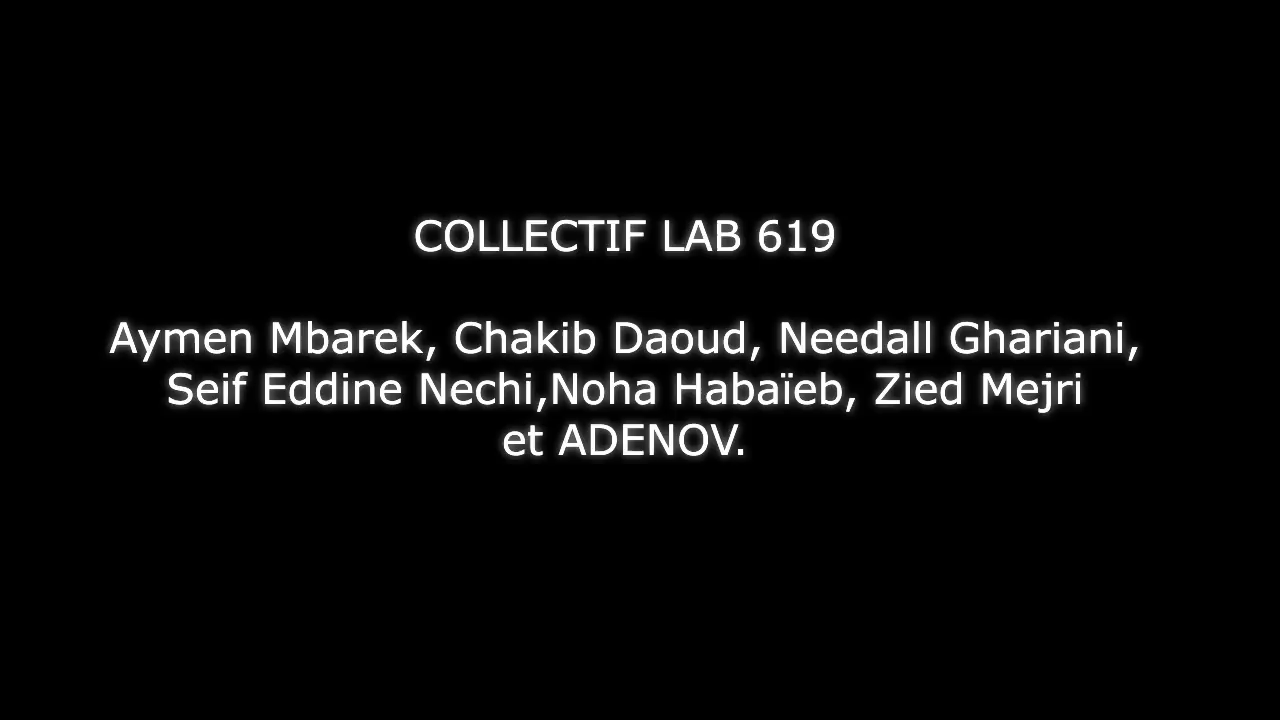 COLLECTIF LAB 619
Aymen Mbarek, Chakib Daoud, Needall Ghariani,
Seif Eddine Nechi,Noha Habaïeb, Zied Mejri
et ADENOV.